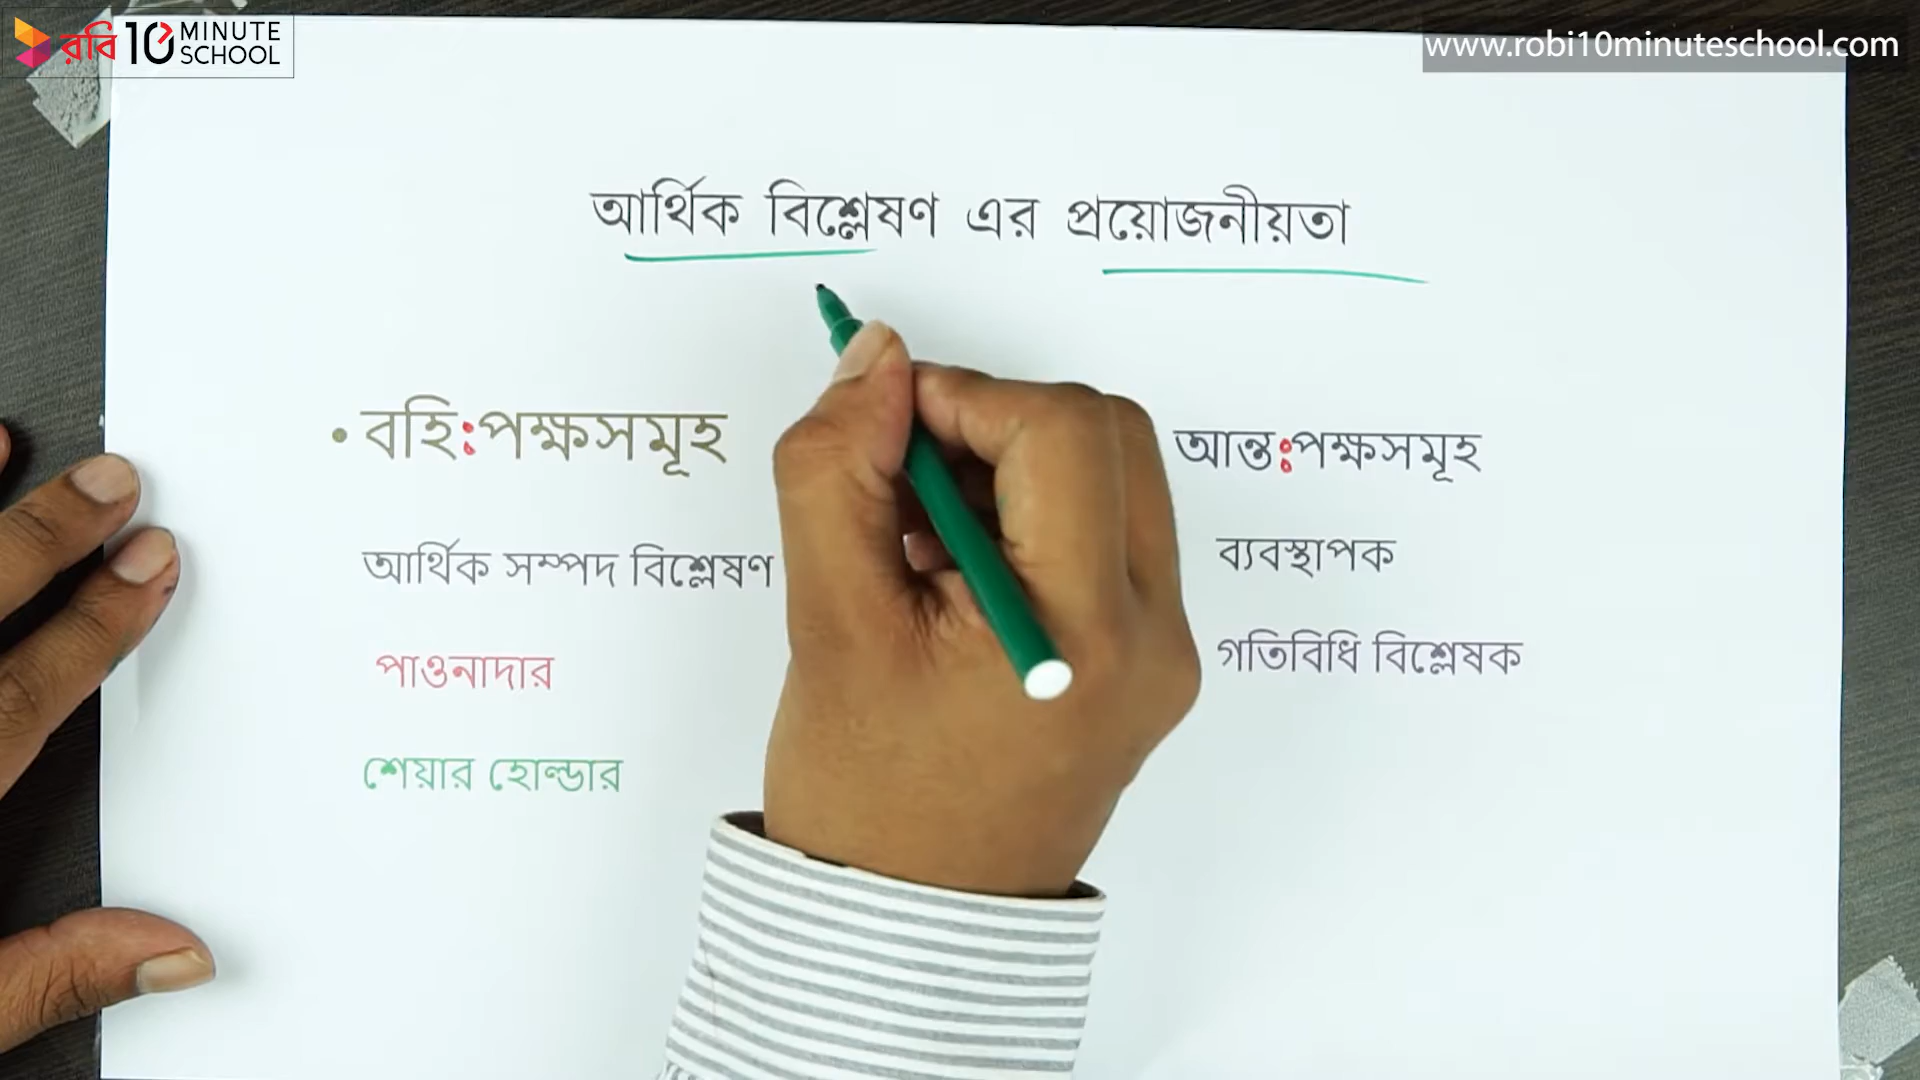 রবি 10 MINUTE SCHOOL
www.robi10minuteschool.com
আর্থিক বিশ্লেষণ এর প্রয়োজনীয়তা
• বহি:পক্ষসমূহ
আর্থিক সম্পদ বিশ্লেষণ
পাওনাদার
শেয়ার হোল্ডার
আন্ত:পক্ষসমূহ
ব্যবস্থাপক
গতিবিধি বিশ্লেষক